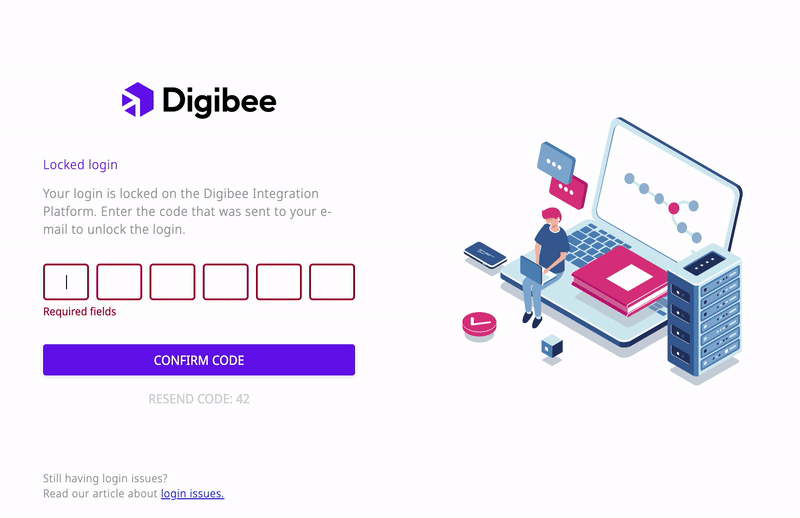 Digibee
Locked login
Your login is locked on the Digibee Integration
Platform. Enter the code that was sent to your e-
mail to unlock the login.
Required fields
CONFIRM CODE
RESEND CODE: 42
Still having login issues?
Read our article about login issues.